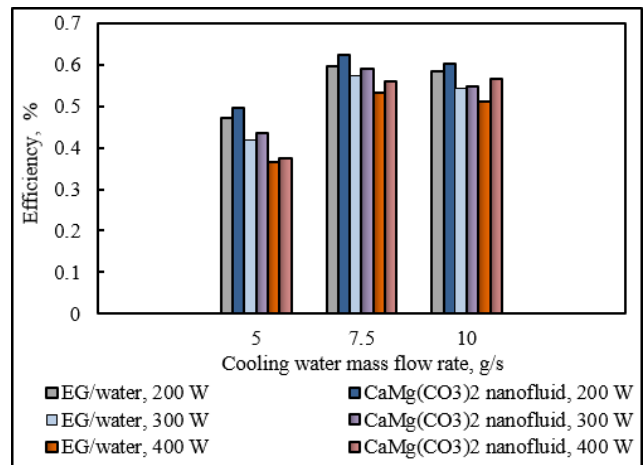 0.7
0.6
0.5
0.4
0.3
0.2
0.1
0
Efficiency, %
5 7.5 10
Cooling water mass flow rate, g/s
EG/water, 200 W CaMg(CO3)2 nanofluid, 200 W
EG/water, 300 W CaMg(CO3)2 nanofluid, 300 W
EG/water, 400 W CaMg(CO3)2 nanofluid, 400 W